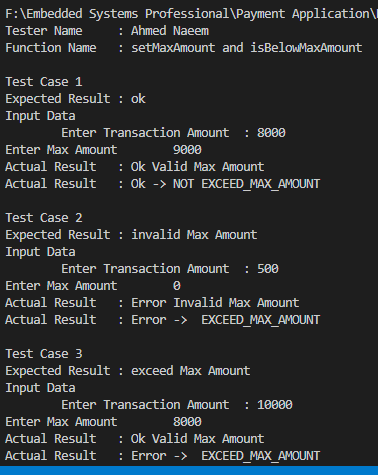 F:\Embedded Systems Professional\Payment Application\
Tester Name : Ahmed Naeem
Function Name : setMaxAmount and isBelowMaxAmount
Test Case 1
Expected Result : ok
Input Data
Enter Transaction Amount : 8000
Enter Max Amount 9000
Actual Result : Ok Valid Max Amount
Actual Result : Ok -> NOT EXCEED_MAX_AMOUNT
Test Case 2
Expected Result : invalid Max Amount
Input Data
Enter Transaction Amount : 500
Enter Max Amount 0
Actual Result : Error Invalid Max Amount
Actual Result : Error -> EXCEED_MAX_AMOUNT
Test Case 3
Expected Result : exceed Max Amount
Input Data
Enter Transaction Amount : 10000
Enter Max Amount 8000
Actual Result : Ok Valid Max Amount
Actual Result : Error -> EXCEED_MAX_AMOUNT